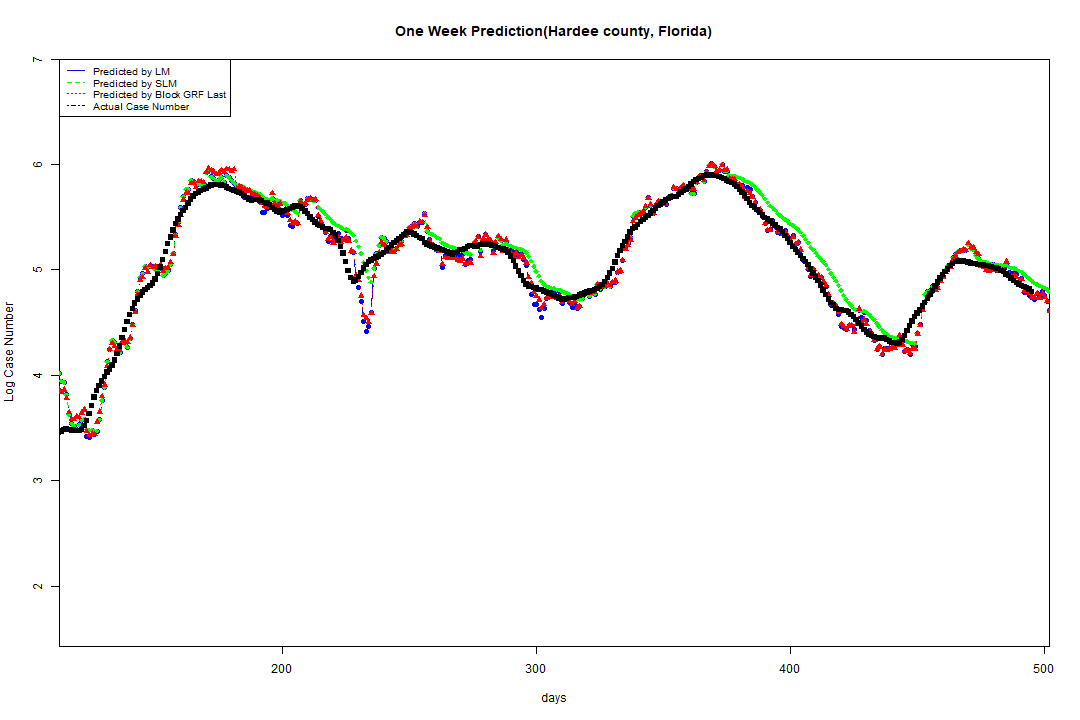 One Week Prediction(Hardee county, Florida)
Predicted by LM
Predicted by SLM
Predicted by Block GRF Last
Actual Case Number
7
6
5
4
3
2
Log Case Number
200 300 400 500
days